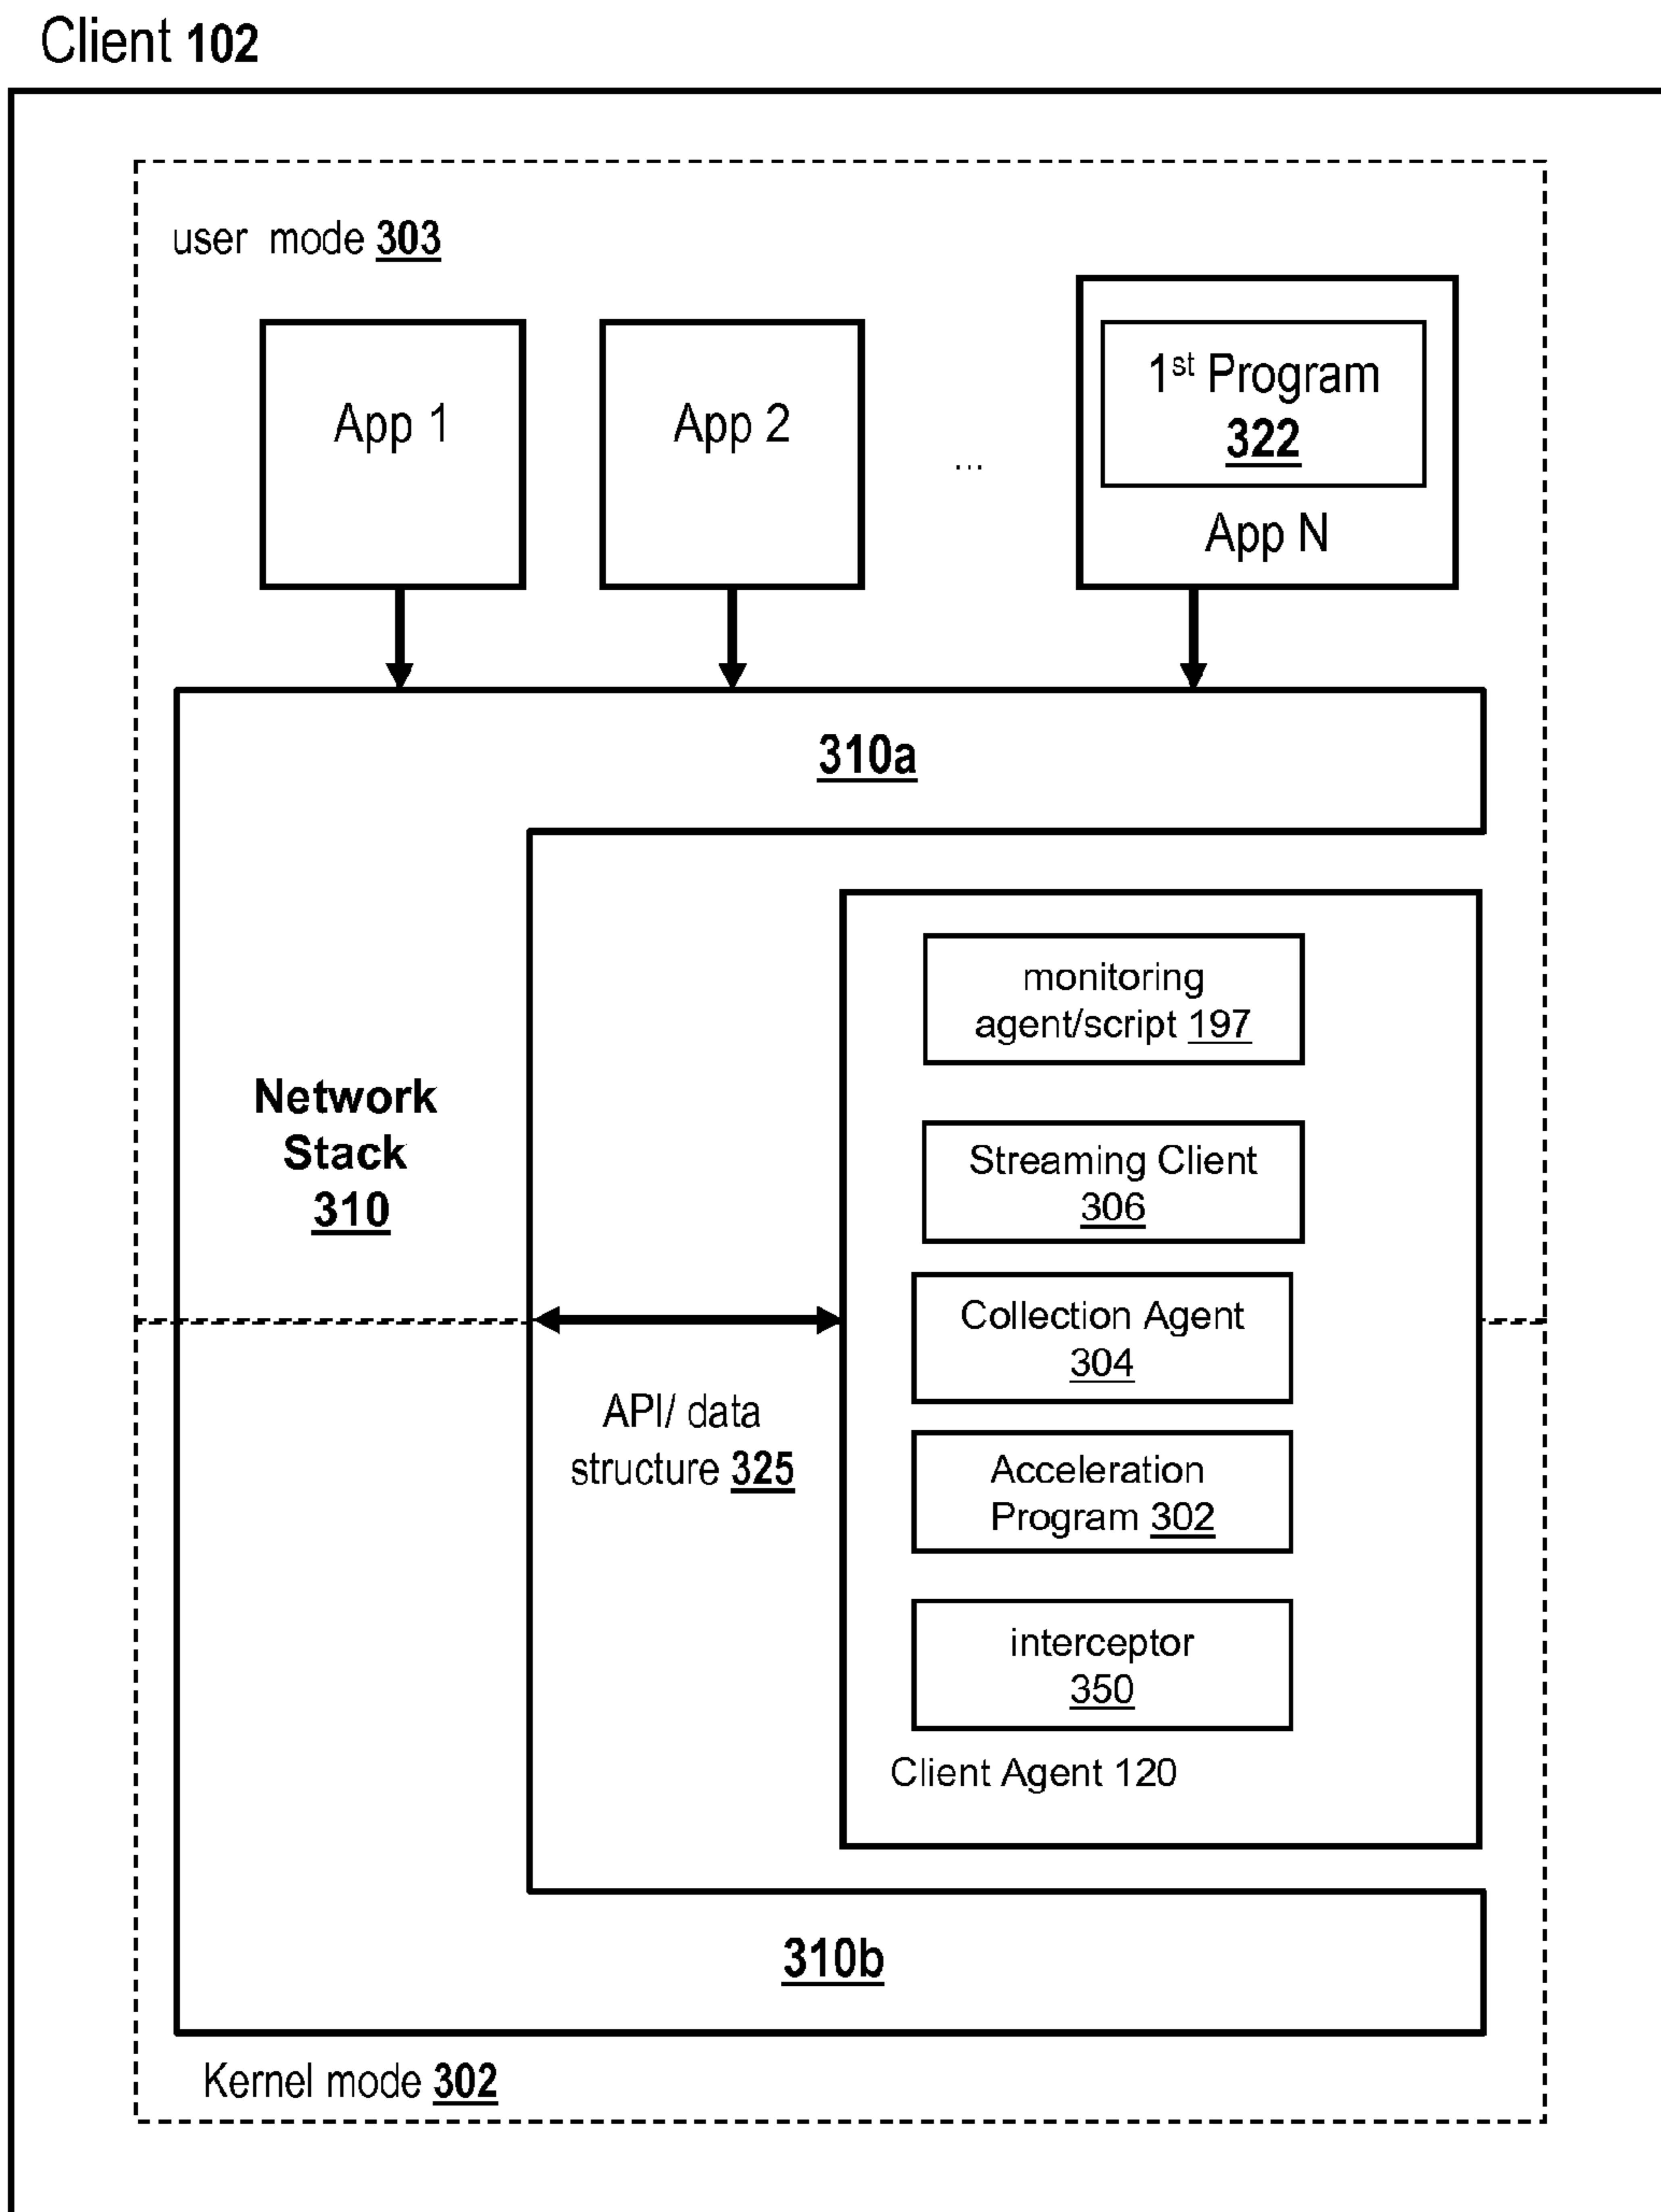 Client 102
user mode 303
App 1
App 2
...
1st Program
322
App N
310a
Network
Stack
310
monitoring
agent/script 197
Streaming Client
306
Collection Agent
304
API/ data
structure 325
Acceleration
Program 302
interceptor
350
Client Agent 120
310b
Kernel mode 302